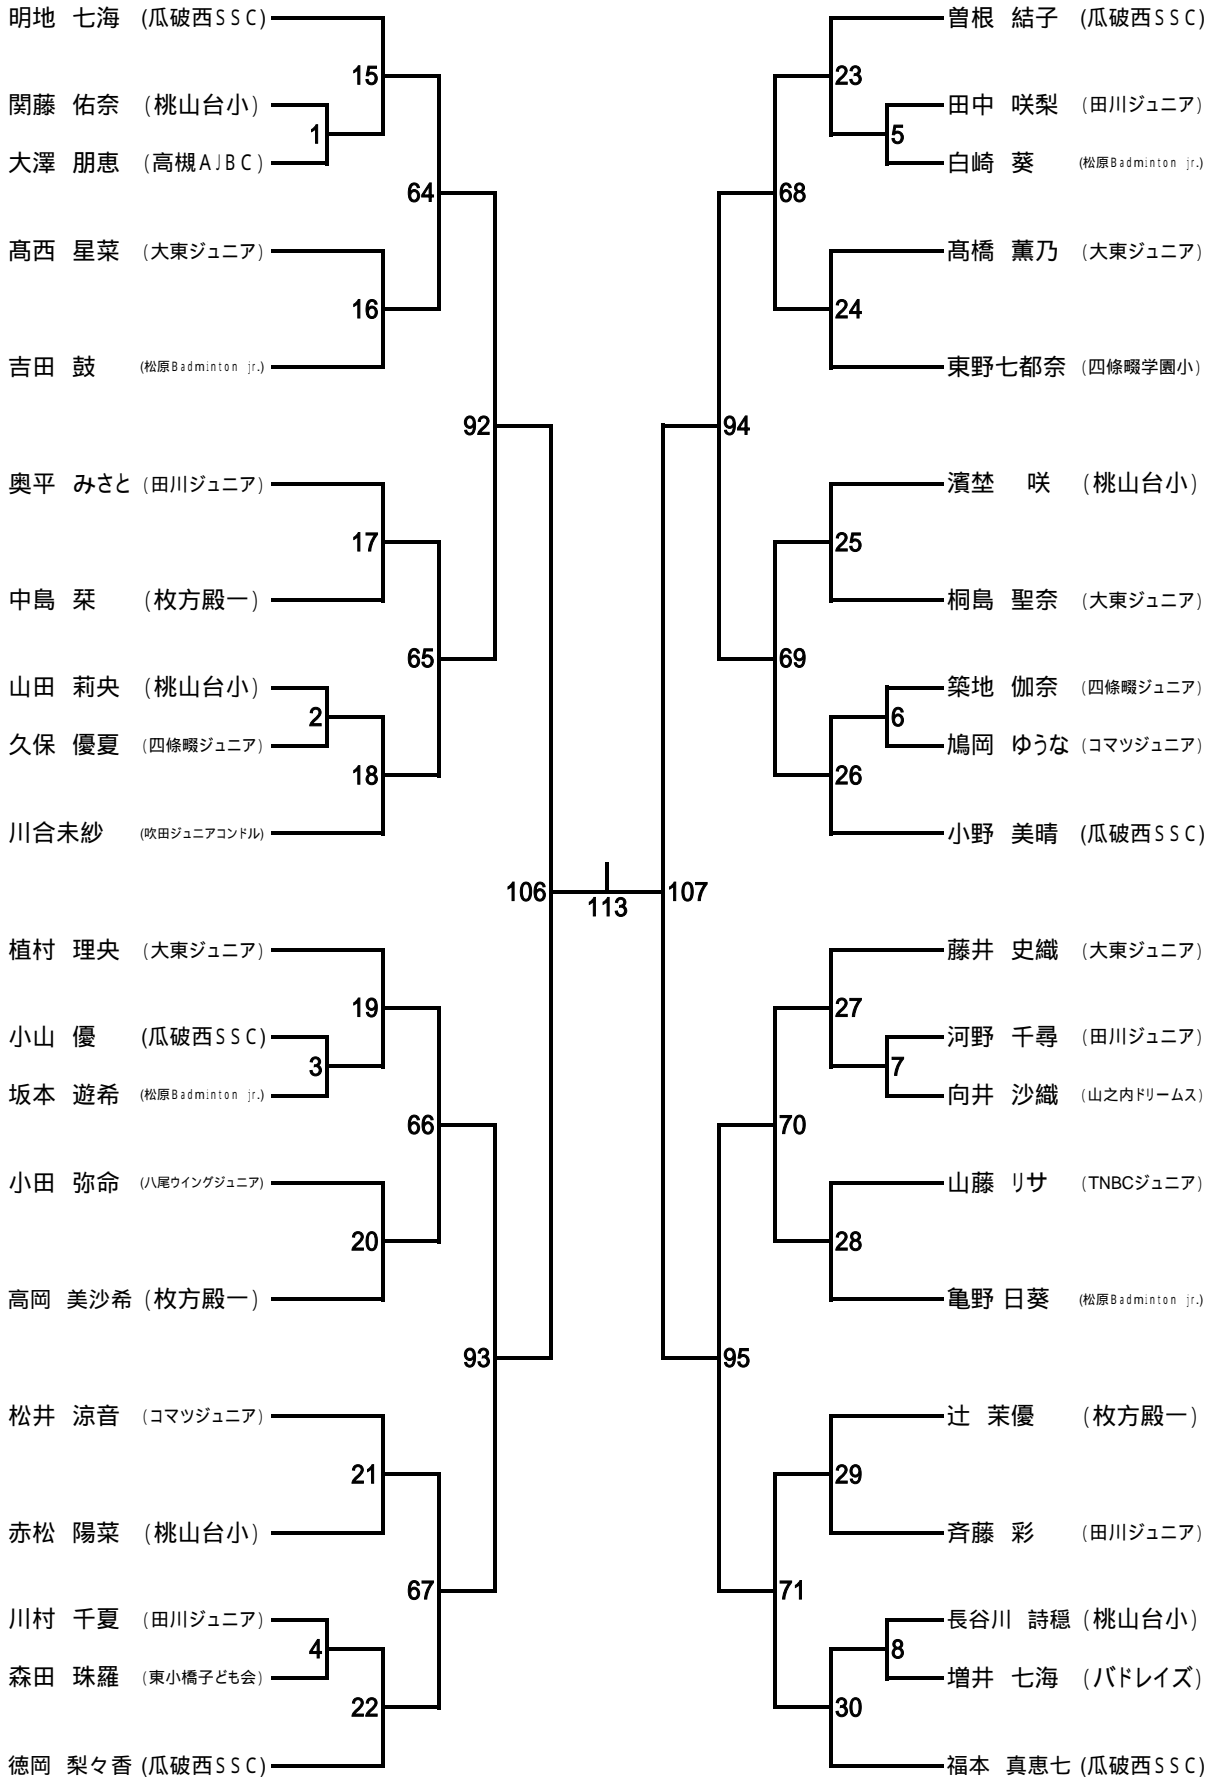 明地 七海 (瓜破西SSC)
15
関藤 佑奈 (桃山台小)
1
大澤 朋恵 (高槻AJBC)
64
髙西 星菜 (大東ジュニア)
16
吉田 鼓 (松原Badminton jr.)
92
奥平 みさと (田川ジュニア)
17
中島 栞 (枚方殿一)
65
山田 莉央 (桃山台小)
2
久保 優夏 (四條畷ジュニア)
18
川合未紗 (吹田ジュニアコンドル)
106
植村 理央 (大東ジュニア)
19
小山 優 (瓜破西SSC)
3
坂本 遊希 (松原Badminton jr.)
66
小田 弥命 (八尾ウイングジュニア)
20
高岡 美沙希 (枚方殿一)
93
松井 涼音 (コマツジュニア)
21
赤松 陽菜 (桃山台小)
67
川村 千夏 (田川ジュニア)
4
森田 珠羅 (東小橋子ども会)
22
徳岡 梨々香 (瓜破西SSC)
113
曽根 結子 (瓜破西SSC)
23
田中 咲梨 (田川ジュニア)
5
白崎 葵 (松原Badminton jr.)
68
髙橋 薫乃 (大東ジュニア)
24
東野七都奈 (四條畷学園小)
94
濱埜 咲 (桃山台小)
25
桐島 聖奈 (大東ジュニア)
69
築地 伽奈 (四條畷ジュニア)
6
鳩岡 ゆうな (コマツジュニア)
26
小野 美晴 (瓜破西SSC)
107
藤井 史織 (大東ジュニア)
27
河野 千尋 (田川ジュニア)
7
向井 沙織 (山之内ドリームス)
70
山藤 リサ (TNBCジュニア)
28
亀野 日葵 (松原Badminton jr.)
95
辻 茉優 (枚方殿一)
29
斉藤 彩 (田川ジュニア)
71
長谷川 詩穏 (桃山台小)
8
増井 七海 (バドレイズ)
30
福本 真恵七 (瓜破西SSC)